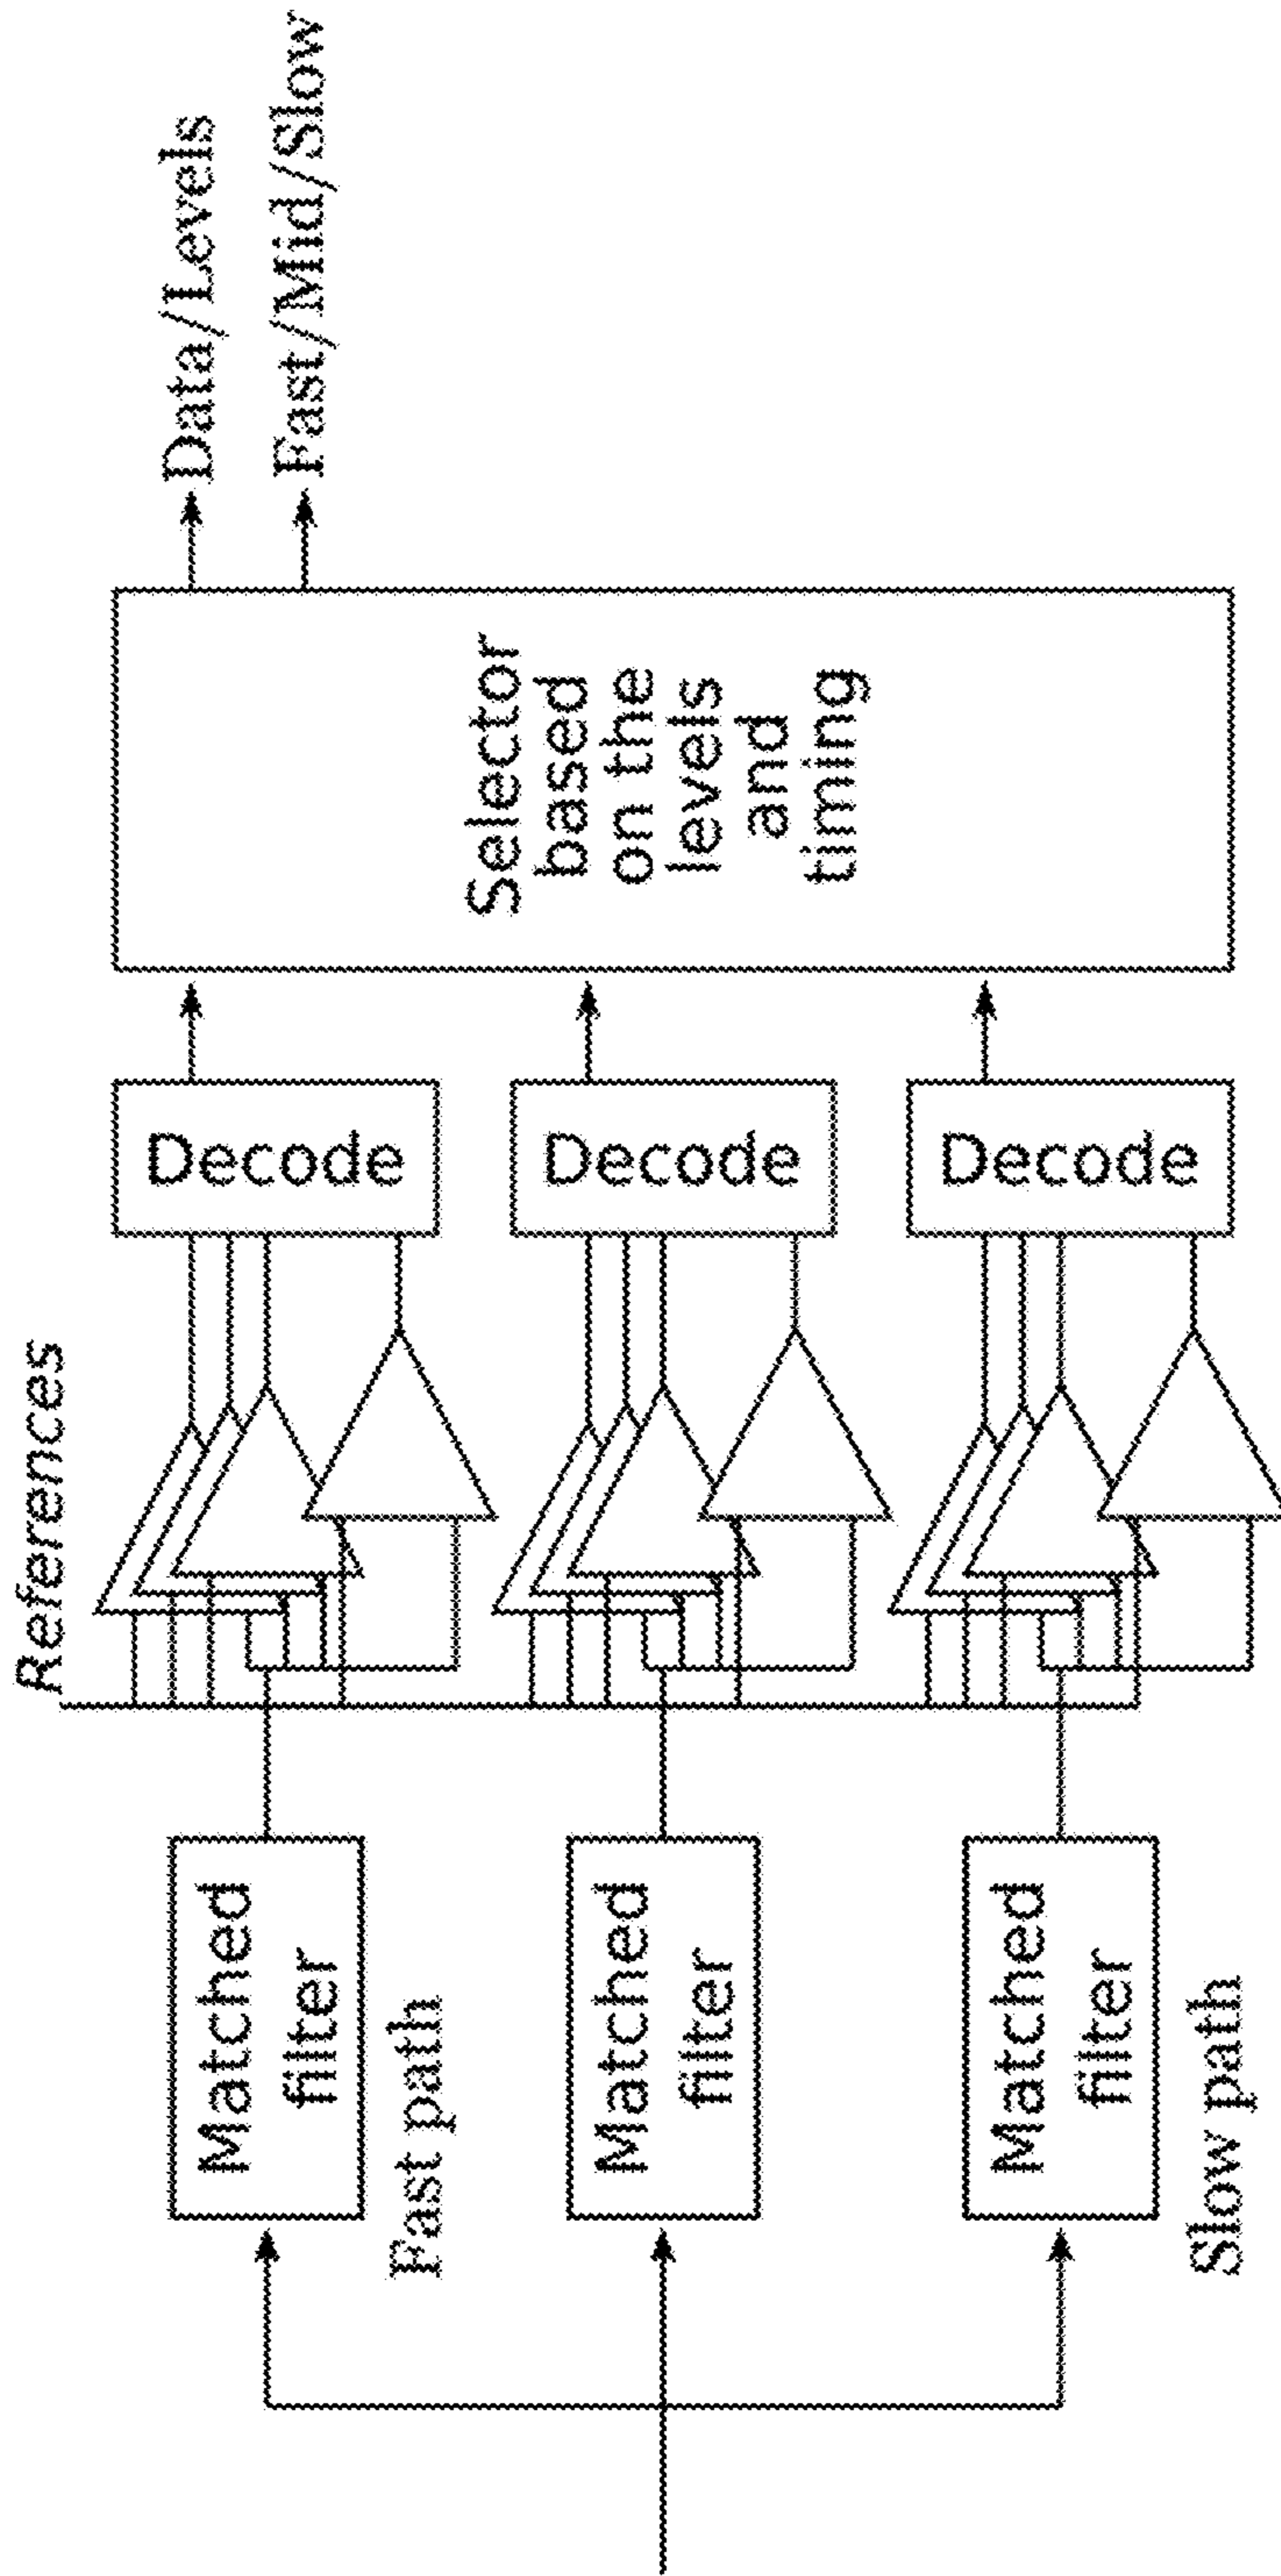 References
Matched
filter
Fast path
Matched
filter
Matched
filter
Slow path
Decode
Decode
Decode
Selector
based
on the
levels
and
timing
Data/Levels
Fast/Mid/Slow